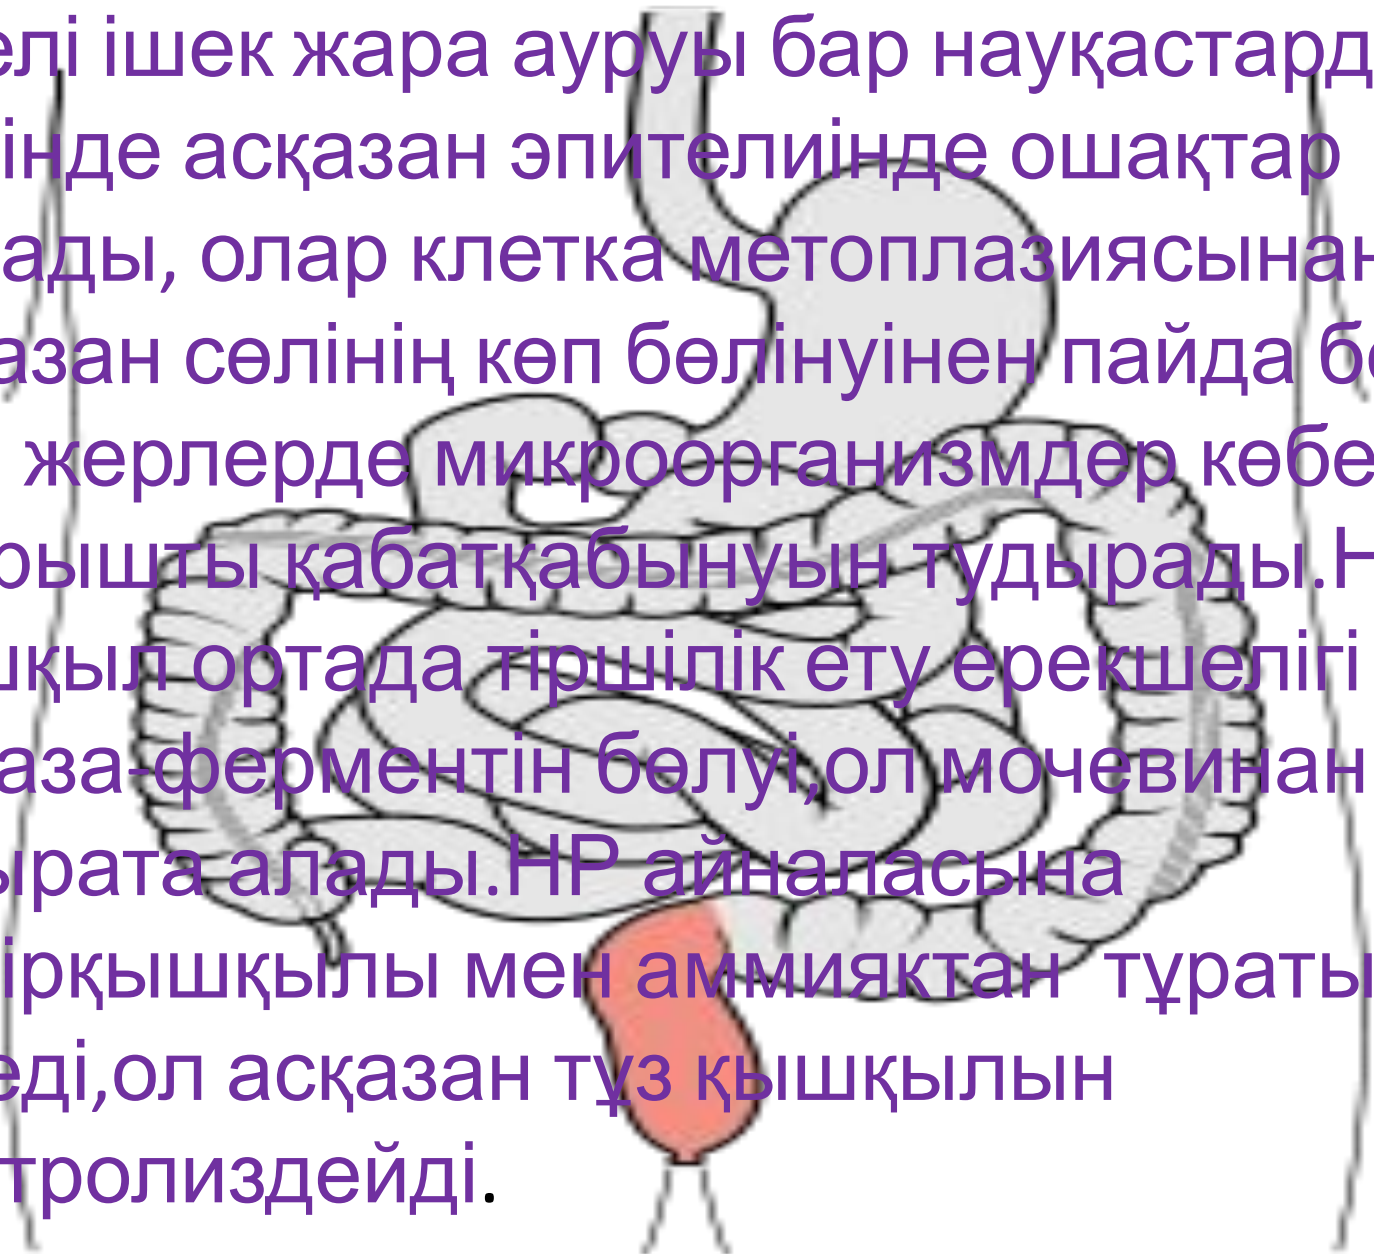 елі ішек жара ауруы бар науқастард
інде асқазан эпителиінде ошақтар
ады, олар клетка метоплазиясынан
азан сөлінің көп бөлінуінен пайда бо
жерлерде микроорганизмдер көбе
рышты қабатқабынуын тудырады.Н
шқыл ортада тіршілік ету ерекшелігі
аза-ферментін бөлуі,ол мочевинан
ырата алады.НР айналасына
ірқышқылы мен аммияктан тұраты
еді,ол асқазан тұз қышқылын
тролиздейді.